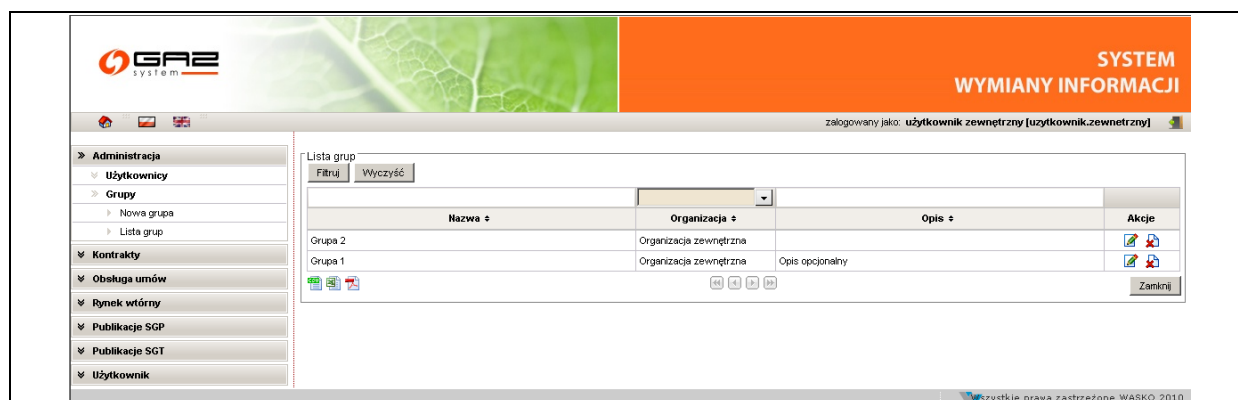 GAZ
system
SYSTEM
WYMIANY INFORMACJI
zalogowany jako: użytkownik zewnętrzny [uzytkownik.zewnetrzny]
Administracja
Użytkownicy
Grupy
Nowa grupa
Lista grup
Kontrakty
Obsługa umów
Rynek wtórny
Publikacje SGP
Publikacje SGT
Użytkownik
Lista grup
Filtruj Wyczyść
Nazwa Organizacja Opis Akcje
Grupa 2 Organizacja zewnętrzna
Grupa 1 Organizacja zewnętrzna Opis opcjonalny
Zamknij
Wszystkie prawa zastrzeżone WASKO 2010